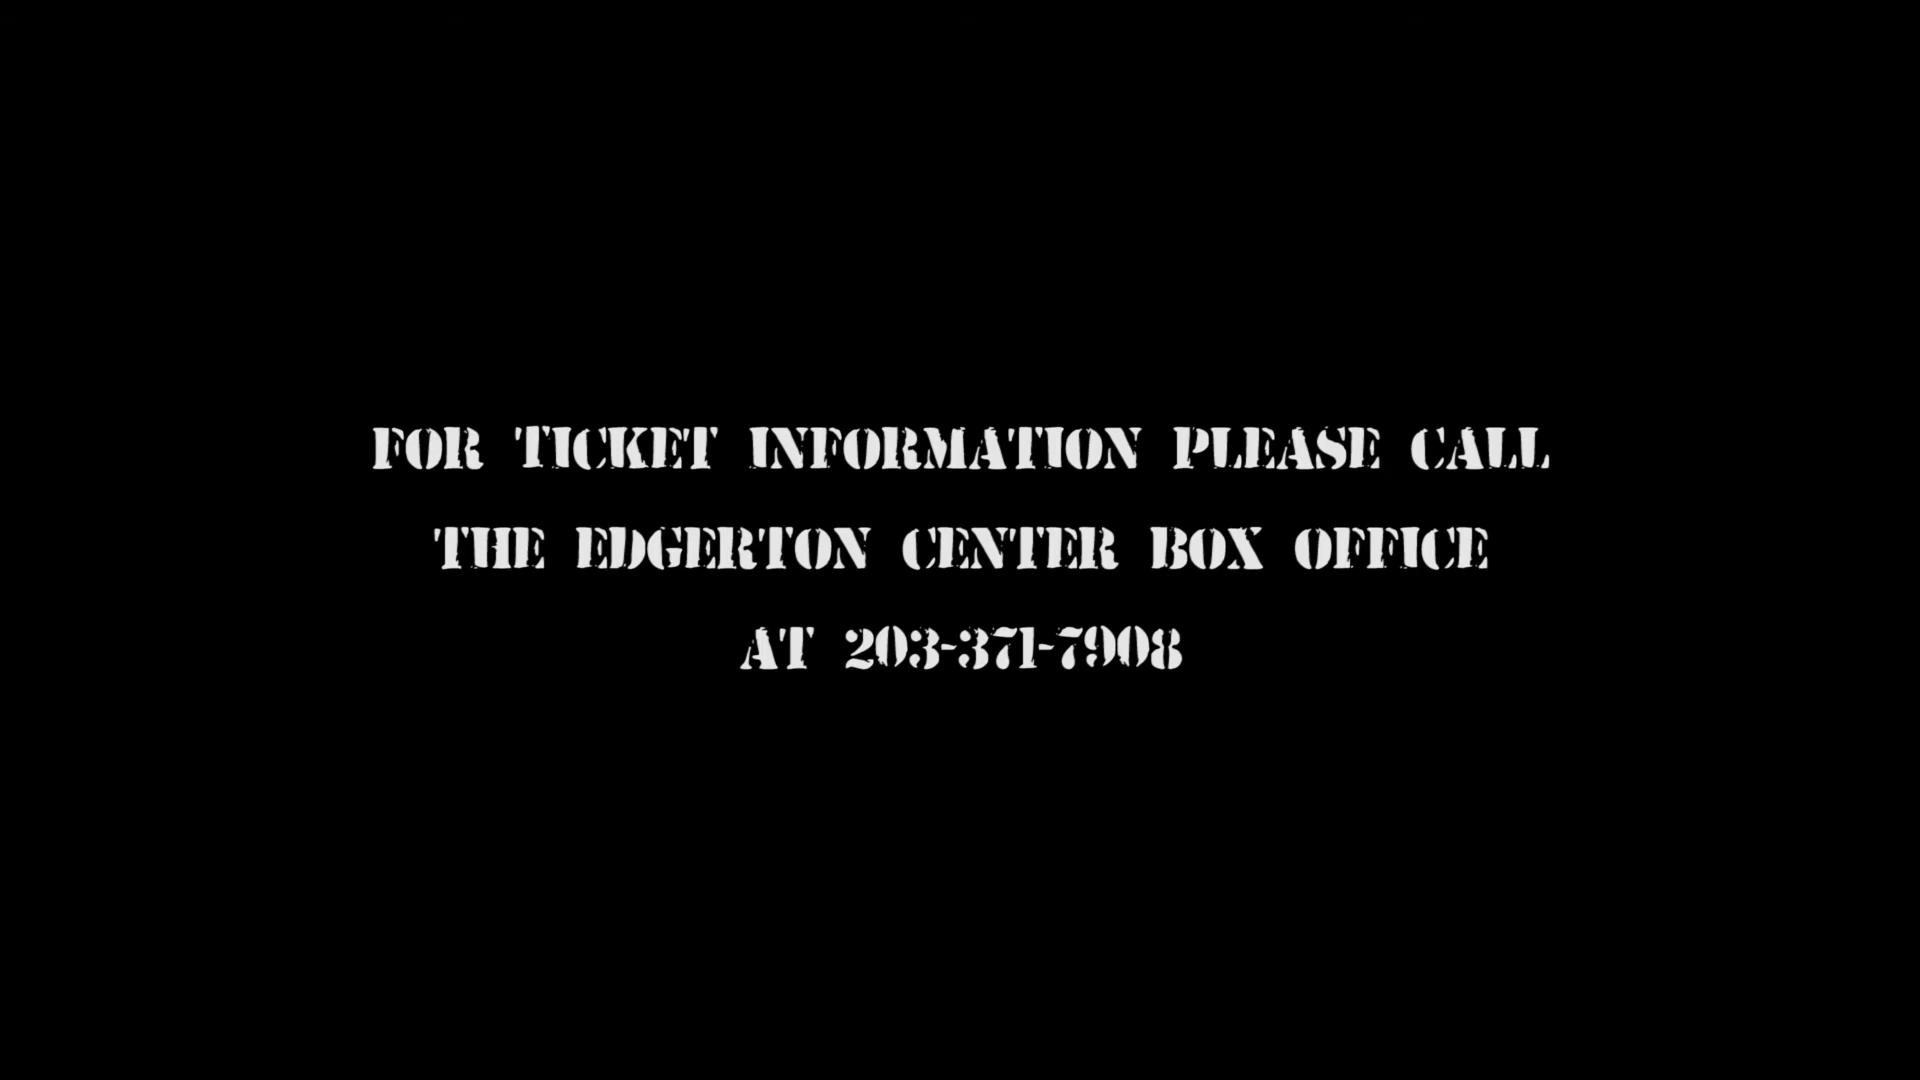 FOR TICKET INFORMATION PLEASE CALL
THE EDGERTON CENTER BOX OFFICE
AT 203-371-7908